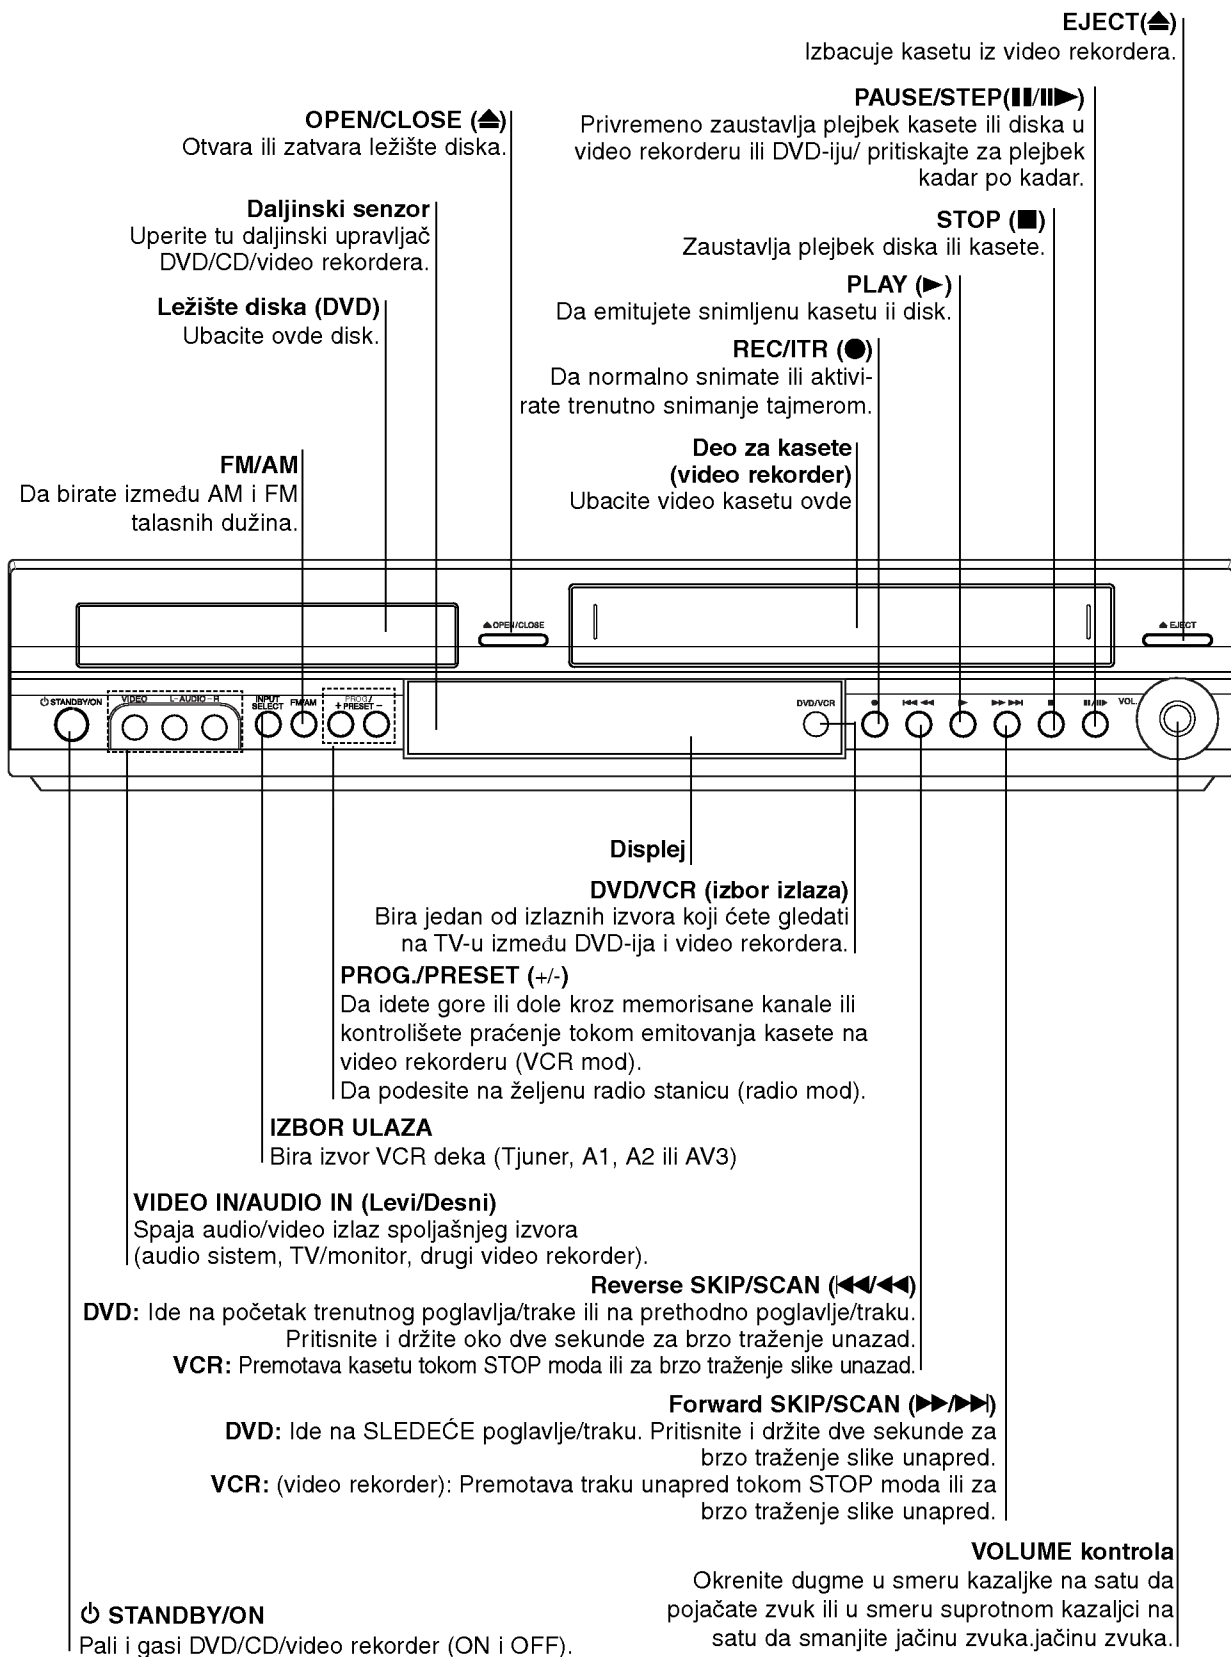 EJECT(⏏)
Izbacuje kasetu iz video rekordera.
PAUSE/STEP(❚❚/❚❙▶)
Privremeno zaustavlja plejbek kasete ili diska u
video rekorderu ili DVD-iju/ pritiskajte za plejbek
kadar po kadar.
OPEN/CLOSE (⏏)
Otvara ili zatvara ležište diska.
Daljinski senzor
Uperite tu daljinski upravljač
DVD/CD/video rekordera.
STOP (■)
Zaustavlja plejbek diska ili kasete.
Ležište diska (DVD)
Ubacite ovde disk.
PLAY (▶)
Da emitujete snimljenu kasetu ii disk.
REC/ITR (●)
Da normalno snimate ili aktivi-
rate trenutno snimanje tajmerom.
Deo za kasete
(video rekorder)
Ubacite video kasetu ovde
FM/AM
Da birate između AM i FM
talasnih dužina.
⏏ OPEN/CLOSE
⏏ EJECT
⏻ STANDBY/ON
VIDEO
L - AUDIO - R
INPUT
SELECT
FM/AM
PROG./
+ PRESET -
DVD/VCR
● ⏮ ◀◀ ▶ ▶▶ ⏭ ■ ❚❚/❚❙▶
VOL.
Displej
DVD/VCR (izbor izlaza)
Bira jedan od izlaznih izvora koji ćete gledati
na TV-u između DVD-ija i video rekordera.
PROG./PRESET (+/-)
Da idete gore ili dole kroz memorisane kanale ili
kontrolišete praćenje tokom emitovanja kasete na
video rekorderu (VCR mod).
Da podesite na željenu radio stanicu (radio mod).
IZBOR ULAZA
Bira izvor VCR deka (Tjuner, A1, A2 ili AV3)
VIDEO IN/AUDIO IN (Levi/Desni)
Spaja audio/video izlaz spoljašnjeg izvora
(audio sistem, TV/monitor, drugi video rekorder).
Reverse SKIP/SCAN (⏮/◀◀)
DVD: Ide na početak trenutnog poglavlja/trake ili na prethodno poglavlje/traku.
Pritisnite i držite oko dve sekunde za brzo traženje unazad.
VCR: Premotava kasetu tokom STOP moda ili za brzo traženje slike unazad.
Forward SKIP/SCAN (▶▶/⏭)
DVD: Ide na SLEDEĆE poglavlje/traku. Pritisnite i držite dve sekunde za
brzo traženje slike unapred.
VCR: (video rekorder): Premotava traku unapred tokom STOP moda ili za
brzo traženje slike unapred.
VOLUME kontrola
Okrenite dugme u smeru kazaljke na satu da
pojačate zvuk ili u smeru suprotnom kazaljci na
satu da smanjite jačinu zvuka.jačinu zvuka.
⏻ STANDBY/ON
Pali i gasi DVD/CD/video rekorder (ON i OFF).